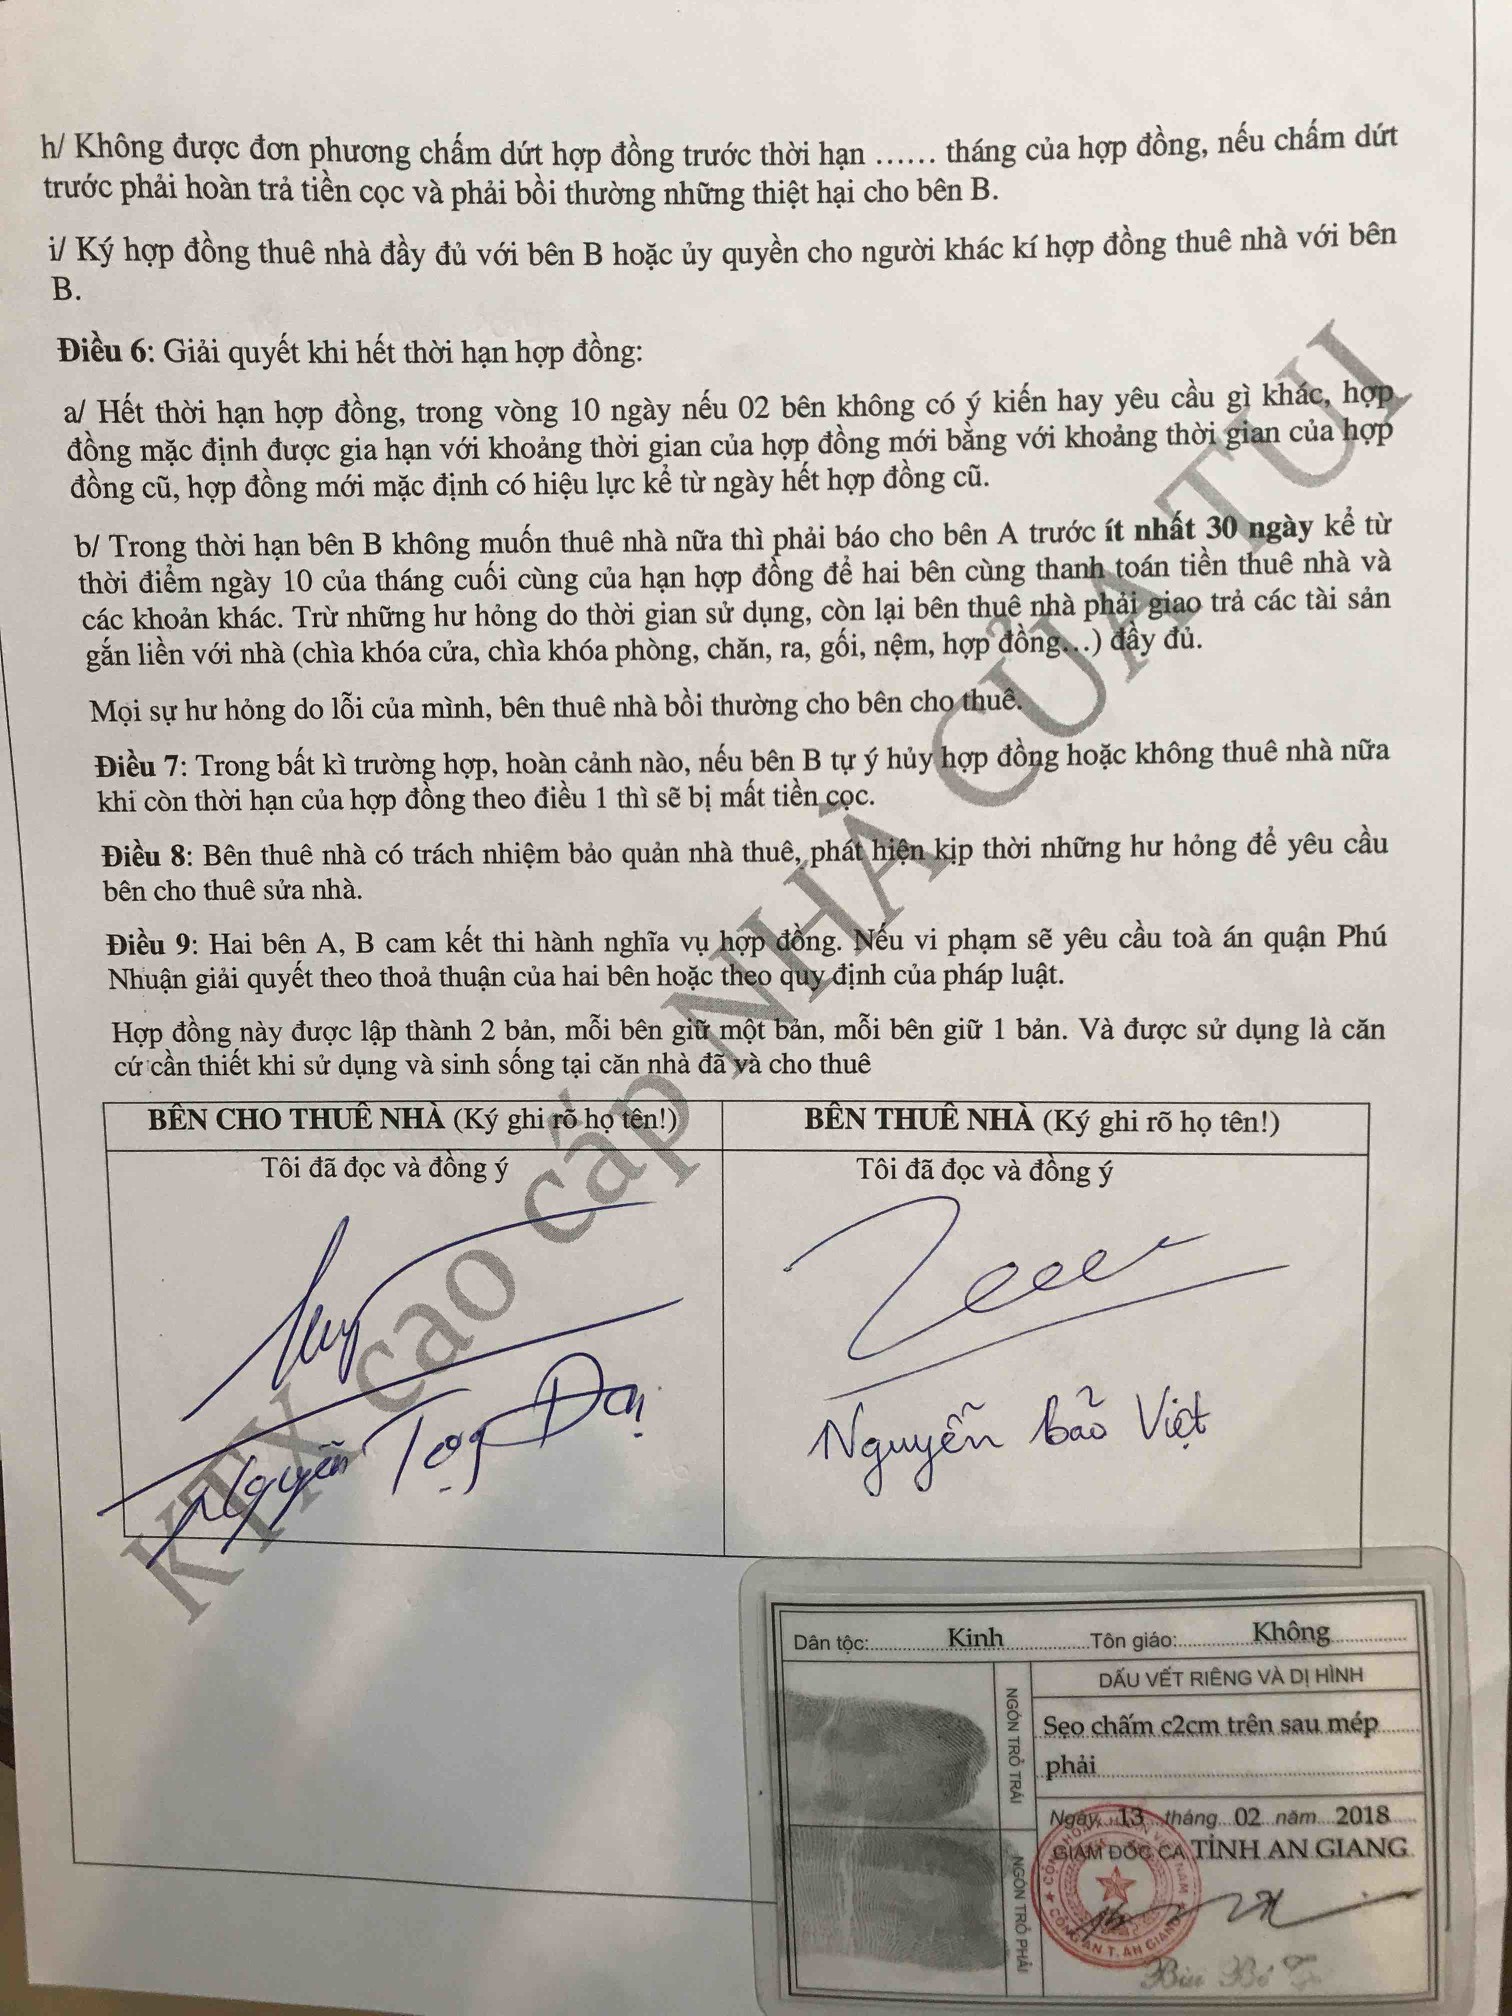 h/ Không được đơn phương chấm dứt hợp đồng trước thời hạn …… tháng của hợp đồng, nếu chấm dứt
trước phải hoàn trả tiền cọc và phải bồi thường những thiệt hại cho bên B.
i/ Ký hợp đồng thuê nhà đầy đủ với bên B hoặc ủy quyền cho người khác kí hợp đồng thuê nhà với bên
B.
Điều 6: Giải quyết khi hết thời hạn hợp đồng:
a/ Hết thời hạn hợp đồng, trong vòng 10 ngày nếu 02 bên không có ý kiến hay yêu cầu gì khác, hợp
đồng mặc định được gia hạn với khoảng thời gian của hợp đồng mới bằng với khoảng thời gian của hợp
đồng cũ, hợp đồng mới mặc định có hiệu lực kể từ ngày hết hợp đồng cũ.
b/ Trong thời hạn bên B không muốn thuê nhà nữa thì phải báo cho bên A trước ít nhất 30 ngày kể từ
thời điểm ngày 10 của tháng cuối cùng của hạn hợp đồng để hai bên cùng thanh toán tiền thuê nhà và
các khoản khác. Trừ những hư hỏng do thời gian sử dụng, còn lại bên thuê nhà phải giao trả các tài sản
gắn liền với nhà (chìa khóa cửa, chìa khóa phòng, chăn, ra, gối, nệm, hợp đồng…) đầy đủ.
Mọi sự hư hỏng do lỗi của mình, bên thuê nhà bồi thường cho bên cho thuê.
Điều 7: Trong bất kì trường hợp, hoàn cảnh nào, nếu bên B tự ý hủy hợp đồng hoặc không thuê nhà nữa
khi còn thời hạn của hợp đồng theo điều 1 thì sẽ bị mất tiền cọc.
Điều 8: Bên thuê nhà có trách nhiệm bảo quản nhà thuê, phát hiện kịp thời những hư hỏng để yêu cầu
bên cho thuê sửa nhà.
Điều 9: Hai bên A, B cam kết thi hành nghĩa vụ hợp đồng. Nếu vi phạm sẽ yêu cầu toà án quận Phú
Nhuận giải quyết theo thoả thuận của hai bên hoặc theo quy định của pháp luật.
Hợp đồng này được lập thành 2 bản, mỗi bên giữ một bản, mỗi bên giữ 1 bản. Và được sử dụng là căn
cứ cần thiết khi sử dụng và sinh sống tại căn nhà đã và cho thuê
BÊN CHO THUÊ NHÀ (Ký ghi rõ họ tên!)
BÊN THUÊ NHÀ (Ký ghi rõ họ tên!)
Tôi đã đọc và đồng ý
Tôi đã đọc và đồng ý
Nguyễn Trọng Đại
Nguyễn Bảo Việt
KTX cao cấp NHÀ CỦA TUI
Dân tộc: Kinh Tôn giáo: Không
DẤU VẾT RIÊNG VÀ DỊ HÌNH
NGÓN TRỎ TRÁI
Sẹo chấm c2cm trên sau mép
phải
Ngày 13 tháng 02 năm 2018
GIÁM ĐỐC CA TỈNH AN GIANG
NGÓN TRỎ PHẢI
CÔNG AN T. AN GIANG